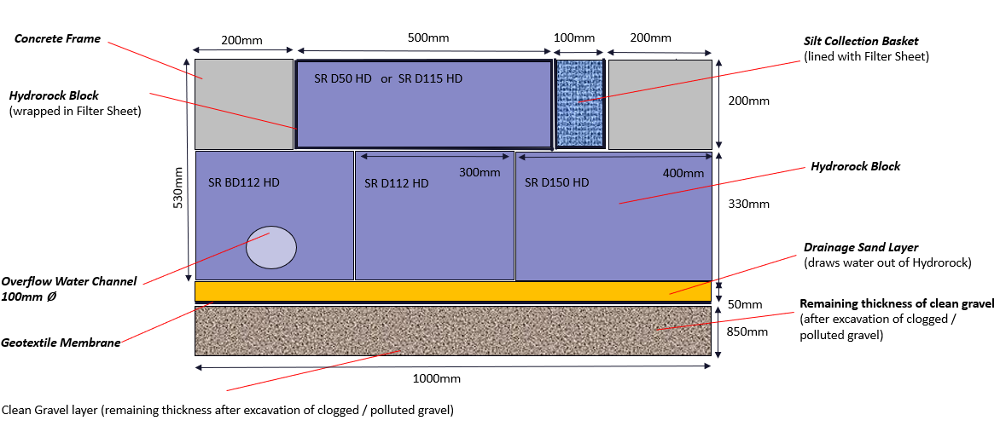 Concrete Frame
200mm
500mm
100mm
200mm
Silt Collection Basket
(lined with Filter Sheet)
Hydrorock Block
(wrapped in Filter Sheet)
SR D50 HD or SR D115 HD
200mm
530mm
SR BD112 HD
300mm
SR D112 HD
400mm
SR D150 HD
Hydrorock Block
330mm
Overflow Water Channel
100mm Ø
Drainage Sand Layer
(draws water out of Hydrorock)
50mm
Geotextile Membrane
Remaining thickness of clean gravel
(after excavation of clogged /
polluted gravel)
850mm
1000mm
Clean Gravel layer (remaining thickness after excavation of clogged / polluted gravel)